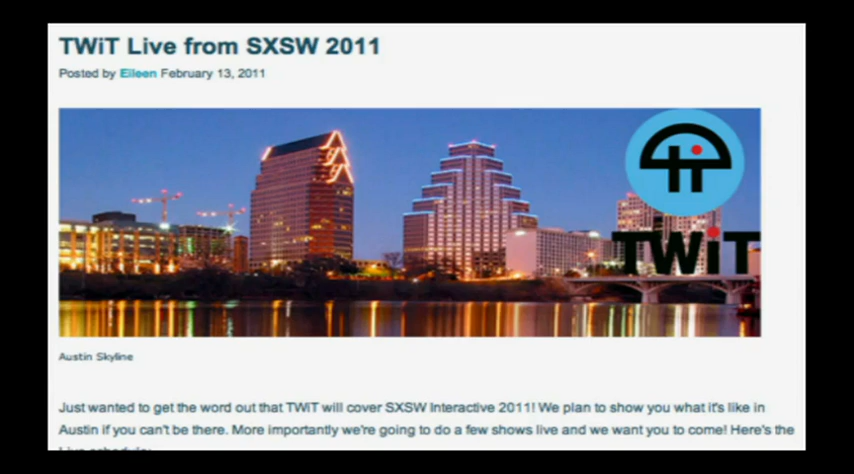 TWiT Live from SXSW 2011
Posted by Eileen February 13, 2011
TWiT
Austin Skyline
Just wanted to get the word out that TWiT will cover SXSW Interactive 2011! We plan to show you what it's like in
Austin if you can't be there. More importantly we're going to do a few shows live and we want you to come! Here's the
Live schedule: